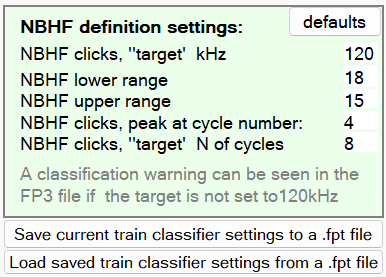 NBHF definition settings: defaults
NBHF clicks, "target' kHz 120
NBHF lower range 18
NBHF upper range 15
NBHF clicks, peak at cycle number: 4
NBHF clicks, "target' N of cycles 8
A classification warning can be seen in the
FP3 file if the target is not set to120kHz
Save current train classifier settings to a .fpt file
Load saved train classifier settings from a .fpt file